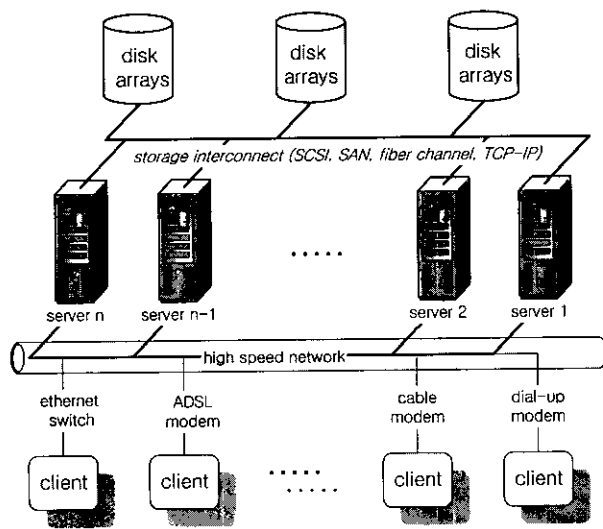 disk
arrays
disk
arrays
disk
arrays
storage interconnect (SCSI, SAN, fiber channel, TCP-IP)
server n
server n-1
server 2
server 1
high speed network
ethernet
switch
ADSL
modem
cable
modem
dial-up
modem
client
client
client
client